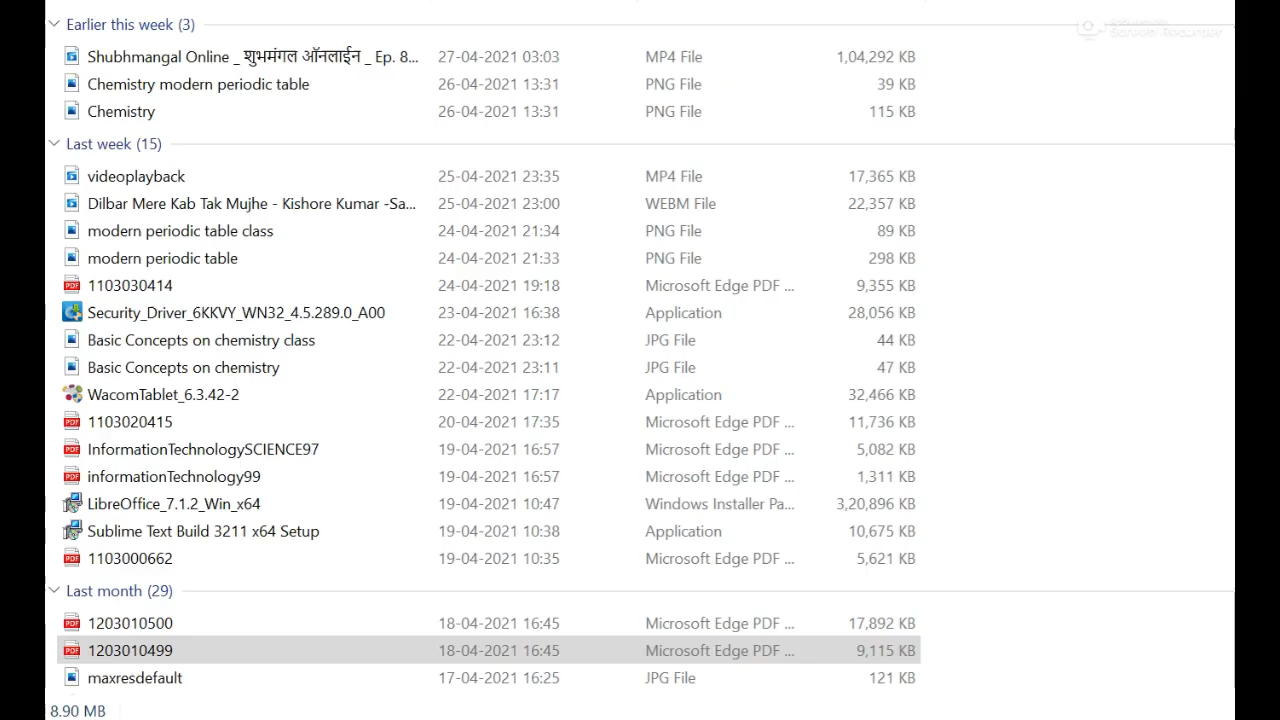 Earlier this week (3)
Screen Recorder
Shubhmangal Online _ शुभमंगल ऑनलाईन _ Ep. 8... 27-04-2021 03:03 MP4 File 1,04,292 KB
Chemistry modern periodic table 26-04-2021 13:31 PNG File 39 KB
Chemistry 26-04-2021 13:31 PNG File 115 KB
Last week (15)
videoplayback 25-04-2021 23:35 MP4 File 17,365 KB
Dilbar Mere Kab Tak Mujhe - Kishore Kumar -Sa... 25-04-2021 23:00 WEBM File 22,357 KB
modern periodic table class 24-04-2021 21:34 PNG File 89 KB
modern periodic table 24-04-2021 21:33 PNG File 298 KB
PDF 1103030414 24-04-2021 19:18 Microsoft Edge PDF ... 9,355 KB
Security_Driver_6KKVY_WN32_4.5.289.0_A00 23-04-2021 16:38 Application 28,056 KB
Basic Concepts on chemistry class 22-04-2021 23:12 JPG File 44 KB
Basic Concepts on chemistry 22-04-2021 23:11 JPG File 47 KB
WacomTablet_6.3.42-2 22-04-2021 17:17 Application 32,466 KB
PDF 1103020415 20-04-2021 17:35 Microsoft Edge PDF ... 11,736 KB
PDF InformationTechnologySCIENCE97 19-04-2021 16:57 Microsoft Edge PDF ... 5,082 KB
PDF informationTechnology99 19-04-2021 16:57 Microsoft Edge PDF ... 1,311 KB
LibreOffice_7.1.2_Win_x64 19-04-2021 10:47 Windows Installer Pa... 3,20,896 KB
Sublime Text Build 3211 x64 Setup 19-04-2021 10:38 Application 10,675 KB
PDF 1103000662 19-04-2021 10:35 Microsoft Edge PDF ... 5,621 KB
Last month (29)
PDF 1203010500 18-04-2021 16:45 Microsoft Edge PDF ... 17,892 KB
PDF 1203010499 18-04-2021 16:45 Microsoft Edge PDF ... 9,115 KB
maxresdefault 17-04-2021 16:25 JPG File 121 KB
8.90 MB